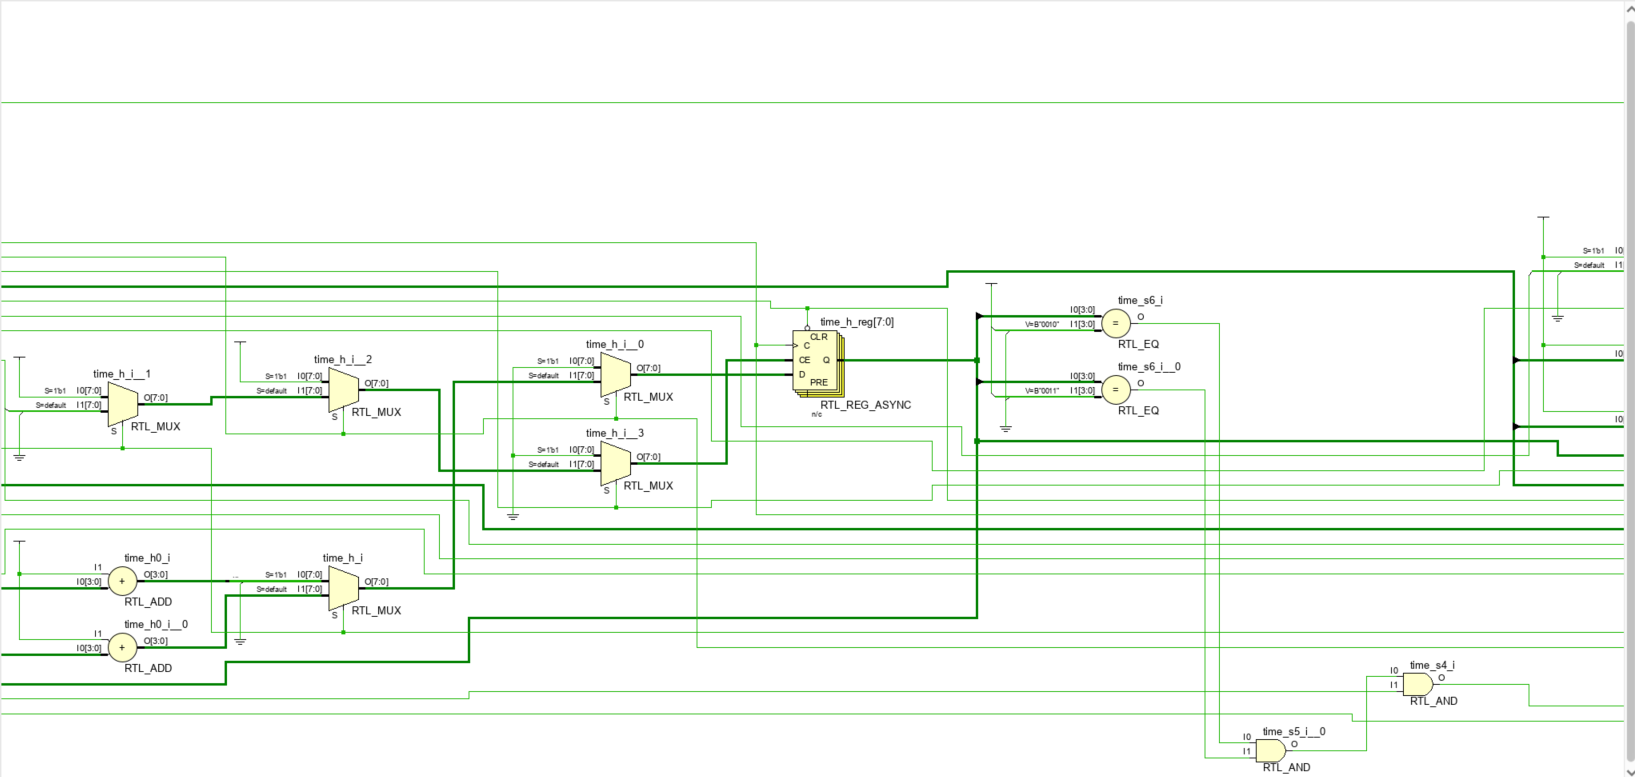 S=1'b1 I0
S=default I1
time_s6_i
I0[3:0] O
V=B"0010" I1[3:0] =
RTL_EQ
time_h_reg[7:0]
CLR
C
CE Q
D
PRE
RTL_REG_ASYNC
n/c
time_h_i__0
S=1'b1 I0[7:0]
O[7:0]
S=default I1[7:0]
S RTL_MUX
I0
time_h_i__2
S=1'b1 I0[7:0]
O[7:0]
S=default I1[7:0]
S RTL_MUX
time_s6_i__0
I0[3:0] O
V=B"0011" I1[3:0] =
RTL_EQ
time_h_i__1
S=1'b1 I0[7:0]
O[7:0]
S=default I1[7:0]
S RTL_MUX
I0
time_h_i__3
S=1'b1 I0[7:0]
O[7:0]
S=default I1[7:0]
S RTL_MUX
time_h0_i
I1
O[3:0]
I0[3:0] +
RTL_ADD
time_h_i
S=1'b1 I0[7:0]
O[7:0]
S=default I1[7:0]
S RTL_MUX
time_h0_i__0
I1
O[3:0]
I0[3:0] +
RTL_ADD
time_s4_i
I0
O
I1
RTL_AND
time_s5_i__0
I0
O
I1
RTL_AND